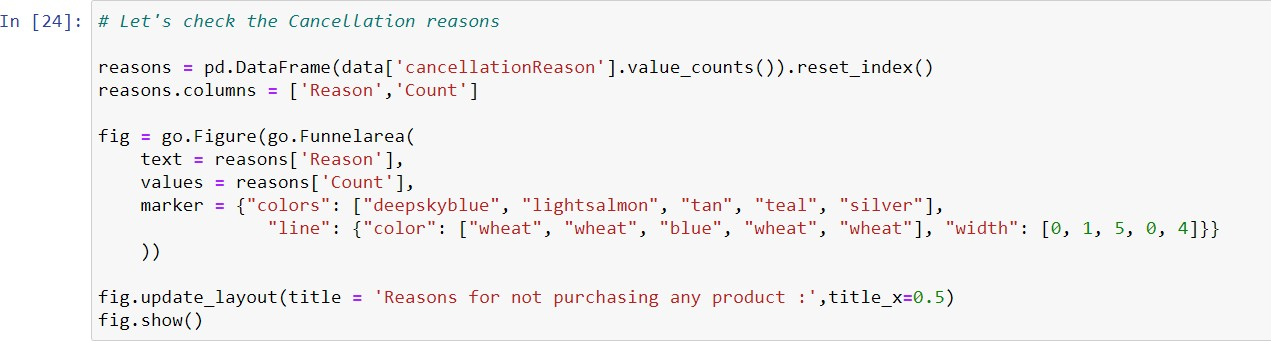 In [24]: # Let's check the Cancellation reasons
reasons = pd.DataFrame(data['cancellationReason'].value_counts()).reset_index()
reasons.columns = ['Reason','Count']
fig = go.Figure(go.Funnelarea(
    text = reasons['Reason'],
    values = reasons['Count'],
    marker = {"colors": ["deepskyblue", "lightsalmon", "tan", "teal", "silver"],
                "line": {"color": ["wheat", "wheat", "blue", "wheat", "wheat"], "width": [0, 1, 5, 0, 4]}}
    ))
fig.update_layout(title = 'Reasons for not purchasing any product :',title_x=0.5)
fig.show()